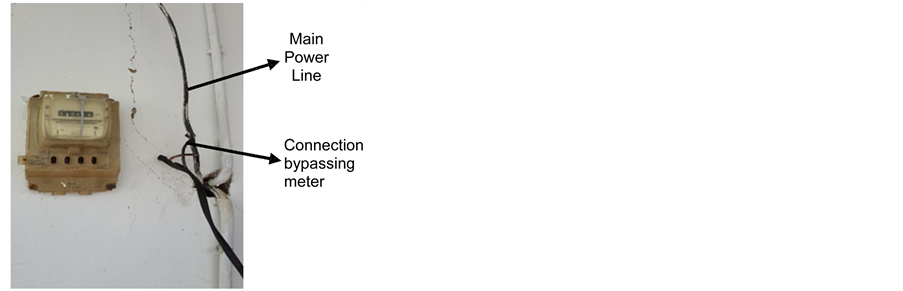 Main
Power
Line
Connection
bypassing
meter